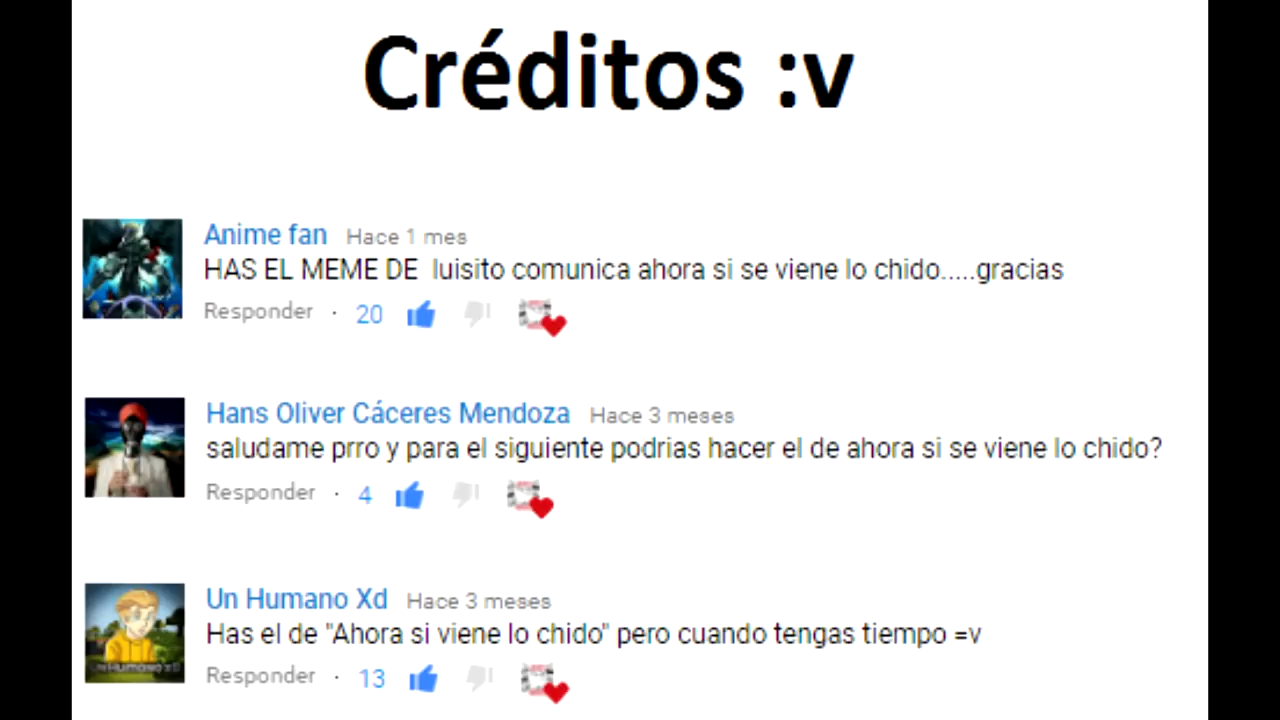 Créditos :v
Anime fan Hace 1 mes
HAS EL MEME DE luisito comunica ahora si se viene lo chido.....gracias
Responder · 20
Hans Oliver Cáceres Mendoza Hace 3 meses
saludame prro y para el siguiente podrias hacer el de ahora si se viene lo chido?
Responder · 4
Un Humano Xd Hace 3 meses
Has el de "Ahora si viene lo chido" pero cuando tengas tiempo =v
Responder · 13